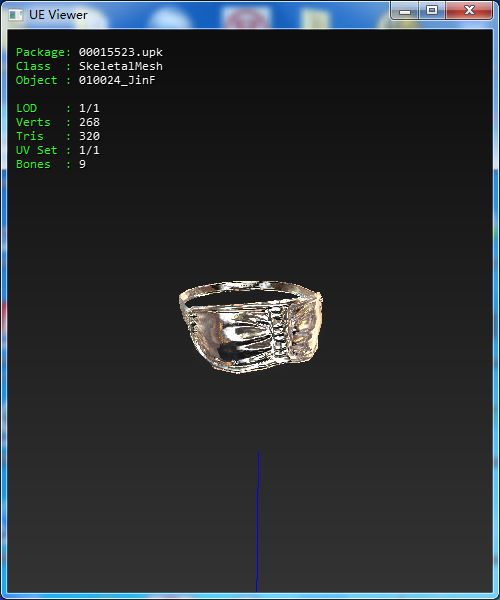 UE Viewer
Package: 00015523.upk
Class  : SkeletalMesh
Object : 010024_JinF
LOD    : 1/1
Verts  : 268
Tris   : 320
UV Set : 1/1
Bones  : 9